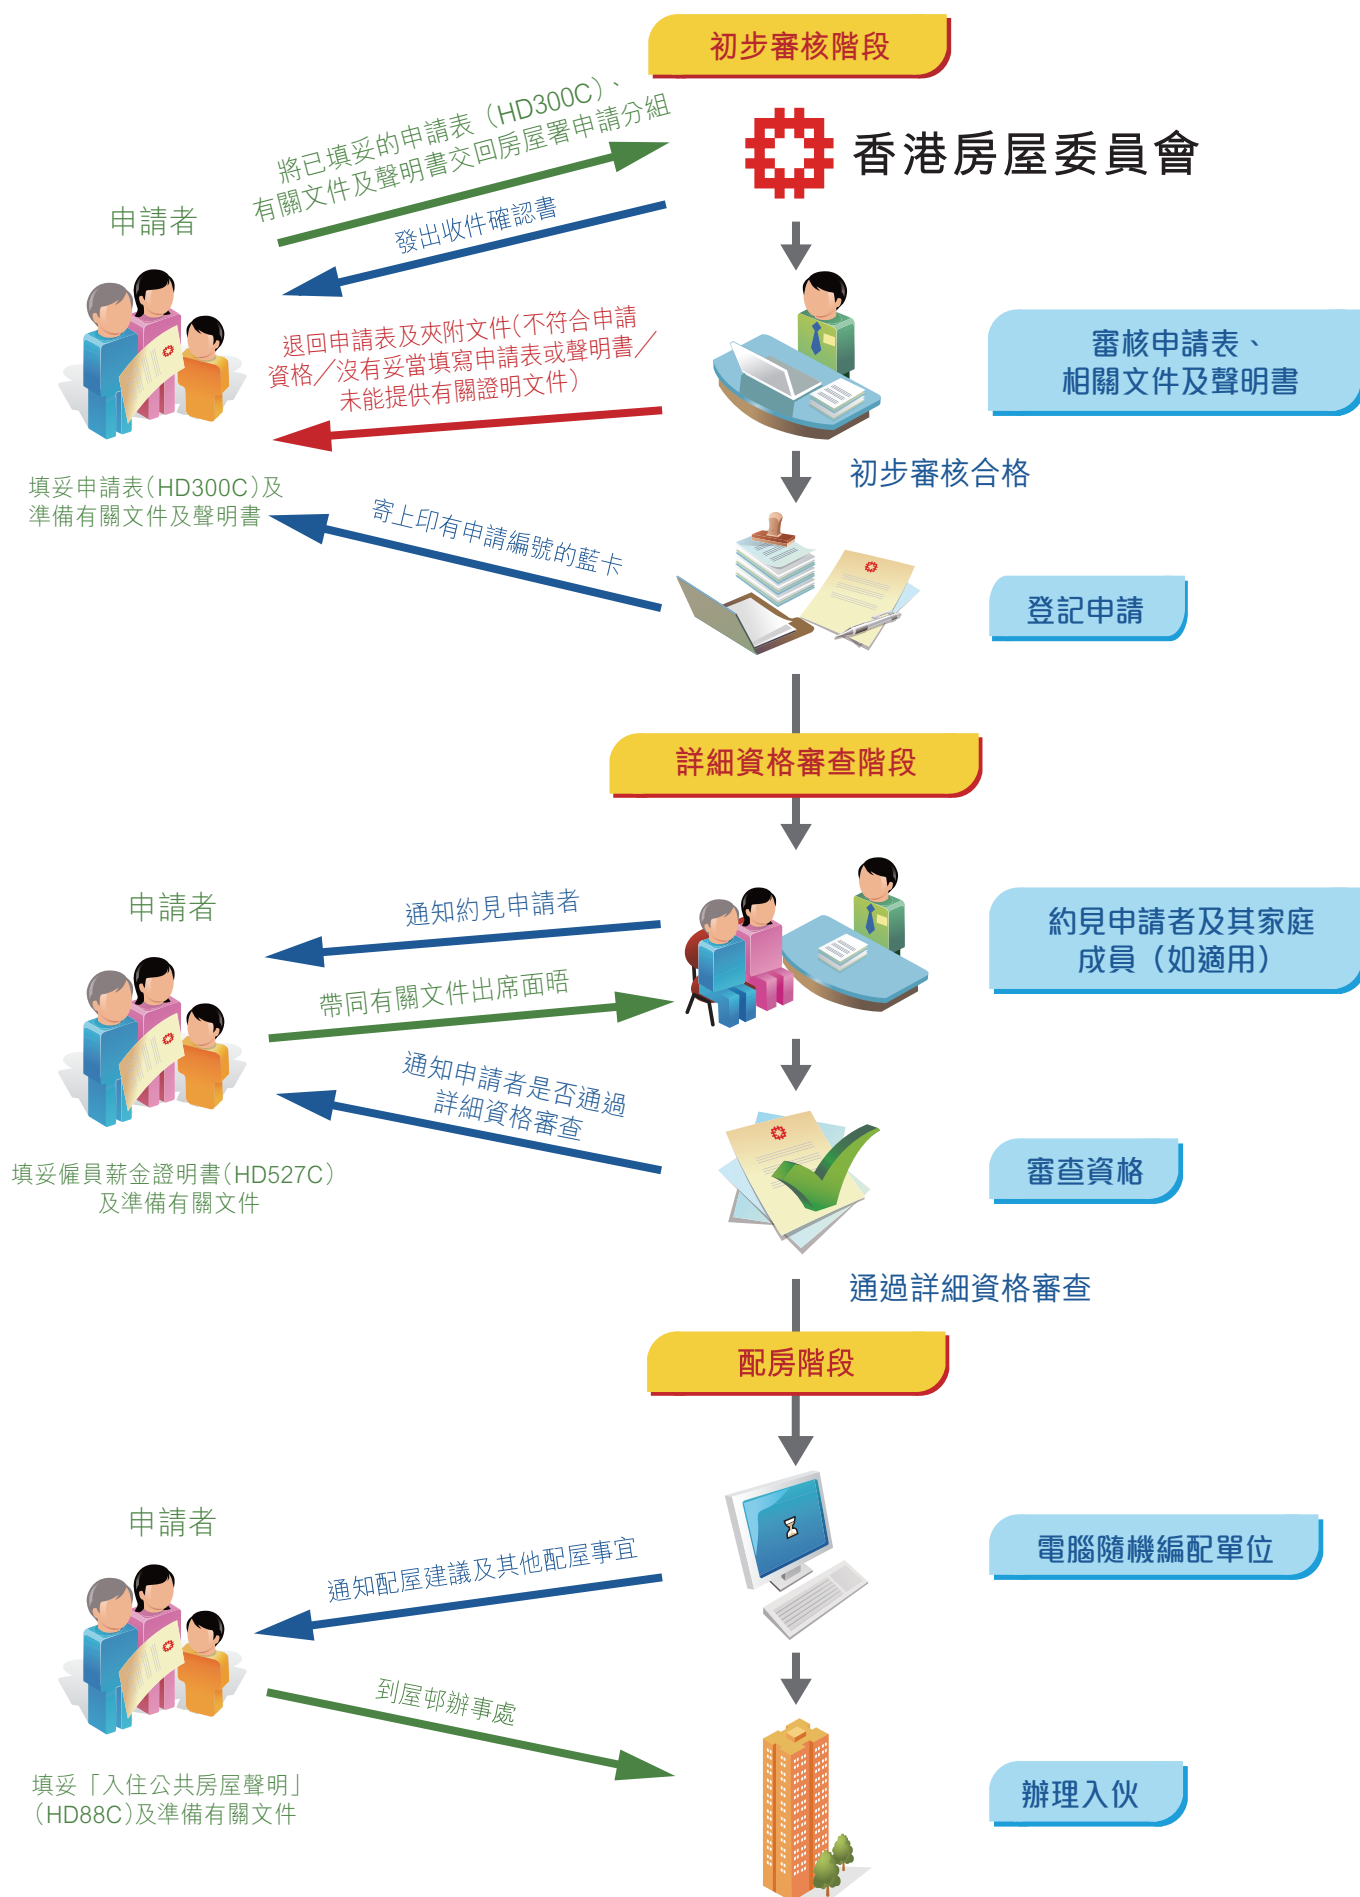 初步審核階段
香港房屋委員會
將已填妥的申請表（HD300C）、
有關文件及聲明書交回房屋署申請分組
申請者
發出收件確認書
退回申請表及夾附文件(不符合申請
資格／沒有妥當填寫申請表或聲明書／
未能提供有關證明文件)
審核申請表、
相關文件及聲明書
初步審核合格
填妥申請表(HD300C)及
準備有關文件及聲明書
寄上印有申請編號的藍卡
登記申請
詳細資格審查階段
申請者
通知約見申請者
約見申請者及其家庭
成員（如適用）
帶同有關文件出席面晤
通知申請者是否通過
詳細資格審查
填妥僱員薪金證明書(HD527C)
及準備有關文件
審查資格
通過詳細資格審查
配房階段
申請者
通知配屋建議及其他配屋事宜
電腦隨機編配單位
到屋邨辦事處
填妥「入住公共房屋聲明」
(HD88C)及準備有關文件
辦理入伙